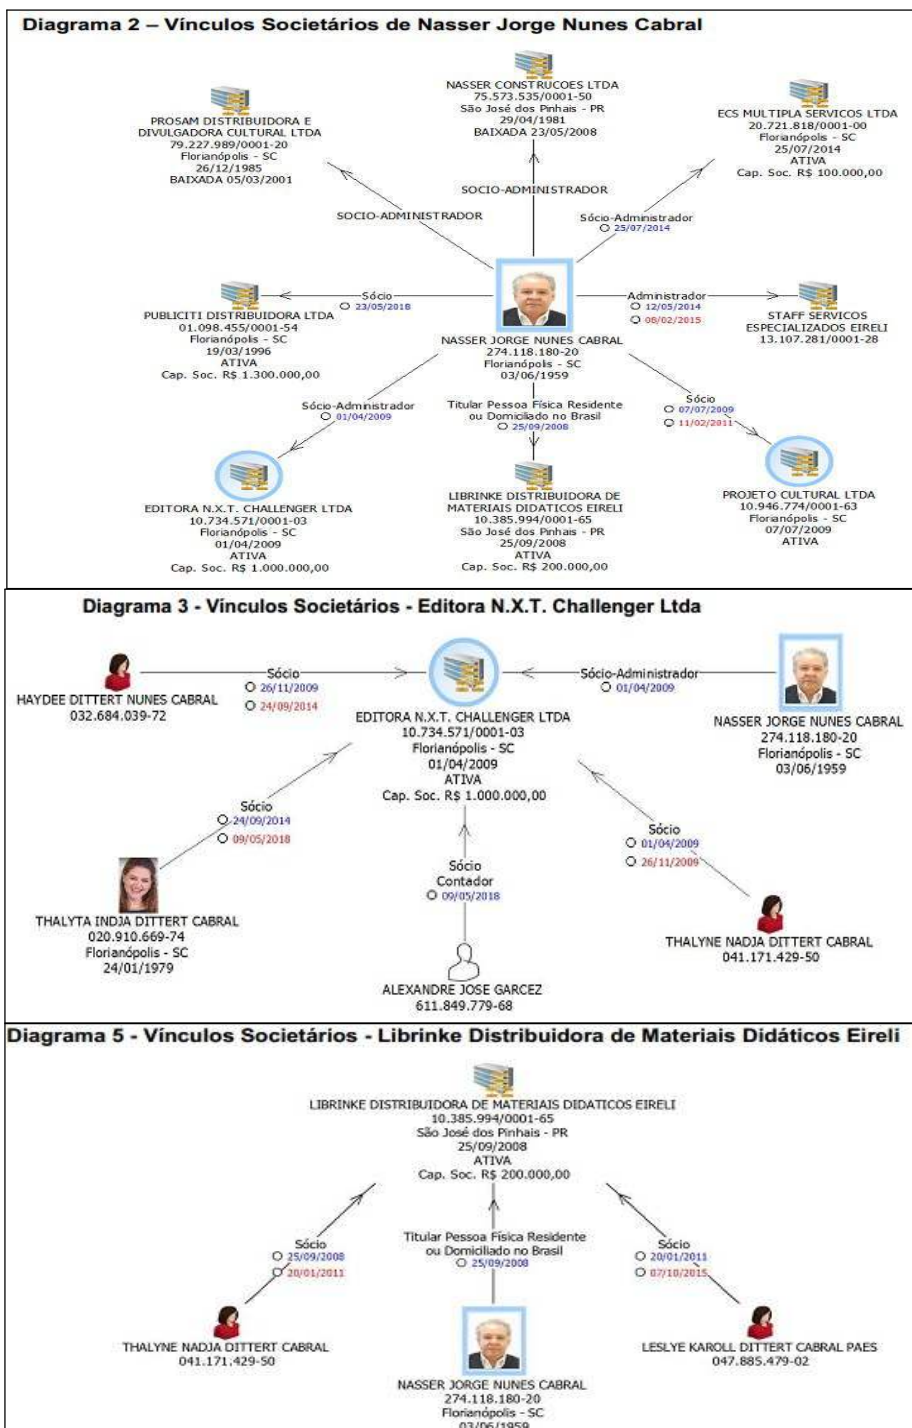 Diagrama 2 – Vínculos Societários de Nasser Jorge Nunes Cabral
NASSER CONSTRUCOES LTDA
75.573.535/0001-50
São José dos Pinhais - PR
29/04/1981
BAIXADA 23/05/2008
PROSAM DISTRIBUIDORA E
DIVULGADORA CULTURAL LTDA
79.227.989/0001-20
Florianópolis - SC
26/12/1985
BAIXADA 05/03/2001
ECS MULTIPLA SERVICOS LTDA
20.721.818/0001-00
Florianópolis - SC
25/07/2014
ATIVA
Cap. Soc. R$ 100.000,00
SOCIO-ADMINISTRADOR
SOCIO-ADMINISTRADOR
Sócio-Administrador
25/07/2014
Sócio
23/05/2018
Administrador
12/05/2014
08/02/2015
PUBLICITI DISTRIBUIDORA LTDA
01.098.455/0001-54
Florianópolis - SC
19/03/1996
ATIVA
Cap. Soc. R$ 1.300.000,00
NASSER JORGE NUNES CABRAL
274.118.180-20
Florianópolis - SC
03/06/1959
STAFF SERVICOS
ESPECIALIZADOS EIRELI
13.107.281/0001-28
Sócio-Administrador
01/04/2009
Titular Pessoa Física Residente
ou Domiciliado no Brasil
25/09/2008
Sócio
07/07/2009
11/02/2011
EDITORA N.X.T. CHALLENGER LTDA
10.734.571/0001-03
Florianópolis - SC
01/04/2009
ATIVA
Cap. Soc. R$ 1.000.000,00
LIBRINKE DISTRIBUIDORA DE
MATERIAIS DIDATICOS EIRELI
10.385.994/0001-65
São José dos Pinhais - PR
25/09/2008
ATIVA
Cap. Soc. R$ 200.000,00
PROJETO CULTURAL LTDA
10.946.774/0001-63
Florianópolis - SC
07/07/2009
ATIVA
Diagrama 3 - Vínculos Societários - Editora N.X.T. Challenger Ltda
HAYDEE DITTERT NUNES CABRAL
032.684.039-72
Sócio
26/11/2009
24/09/2014
EDITORA N.X.T. CHALLENGER LTDA
10.734.571/0001-03
Florianópolis - SC
01/04/2009
ATIVA
Cap. Soc. R$ 1.000.000,00
Sócio-Administrador
01/04/2009
NASSER JORGE NUNES CABRAL
274.118.180-20
Florianópolis - SC
03/06/1959
Sócio
24/09/2014
09/05/2018
Sócio
Contador
09/05/2018
Sócio
01/04/2009
26/11/2009
THALYTA INDJA DITTERT CABRAL
020.910.669-74
Florianópolis - SC
24/01/1979
ALEXANDRE JOSE GARCEZ
611.849.779-68
THALYNE NADJA DITTERT CABRAL
041.171.429-50
Diagrama 5 - Vínculos Societários - Librinke Distribuidora de Materiais Didáticos Eireli
LIBRINKE DISTRIBUIDORA DE MATERIAIS DIDATICOS EIRELI
10.385.994/0001-65
São José dos Pinhais - PR
25/09/2008
ATIVA
Cap. Soc. R$ 200.000,00
Sócio
25/09/2008
20/01/2011
Titular Pessoa Física Residente
ou Domiciliado no Brasil
25/09/2008
Sócio
20/01/2011
07/10/2015
THALYNE NADJA DITTERT CABRAL
041.171.429-50
NASSER JORGE NUNES CABRAL
274.118.180-20
Florianópolis - SC
03/06/1959
LESLYE KAROLL DITTERT CABRAL PAES
047.885.479-02